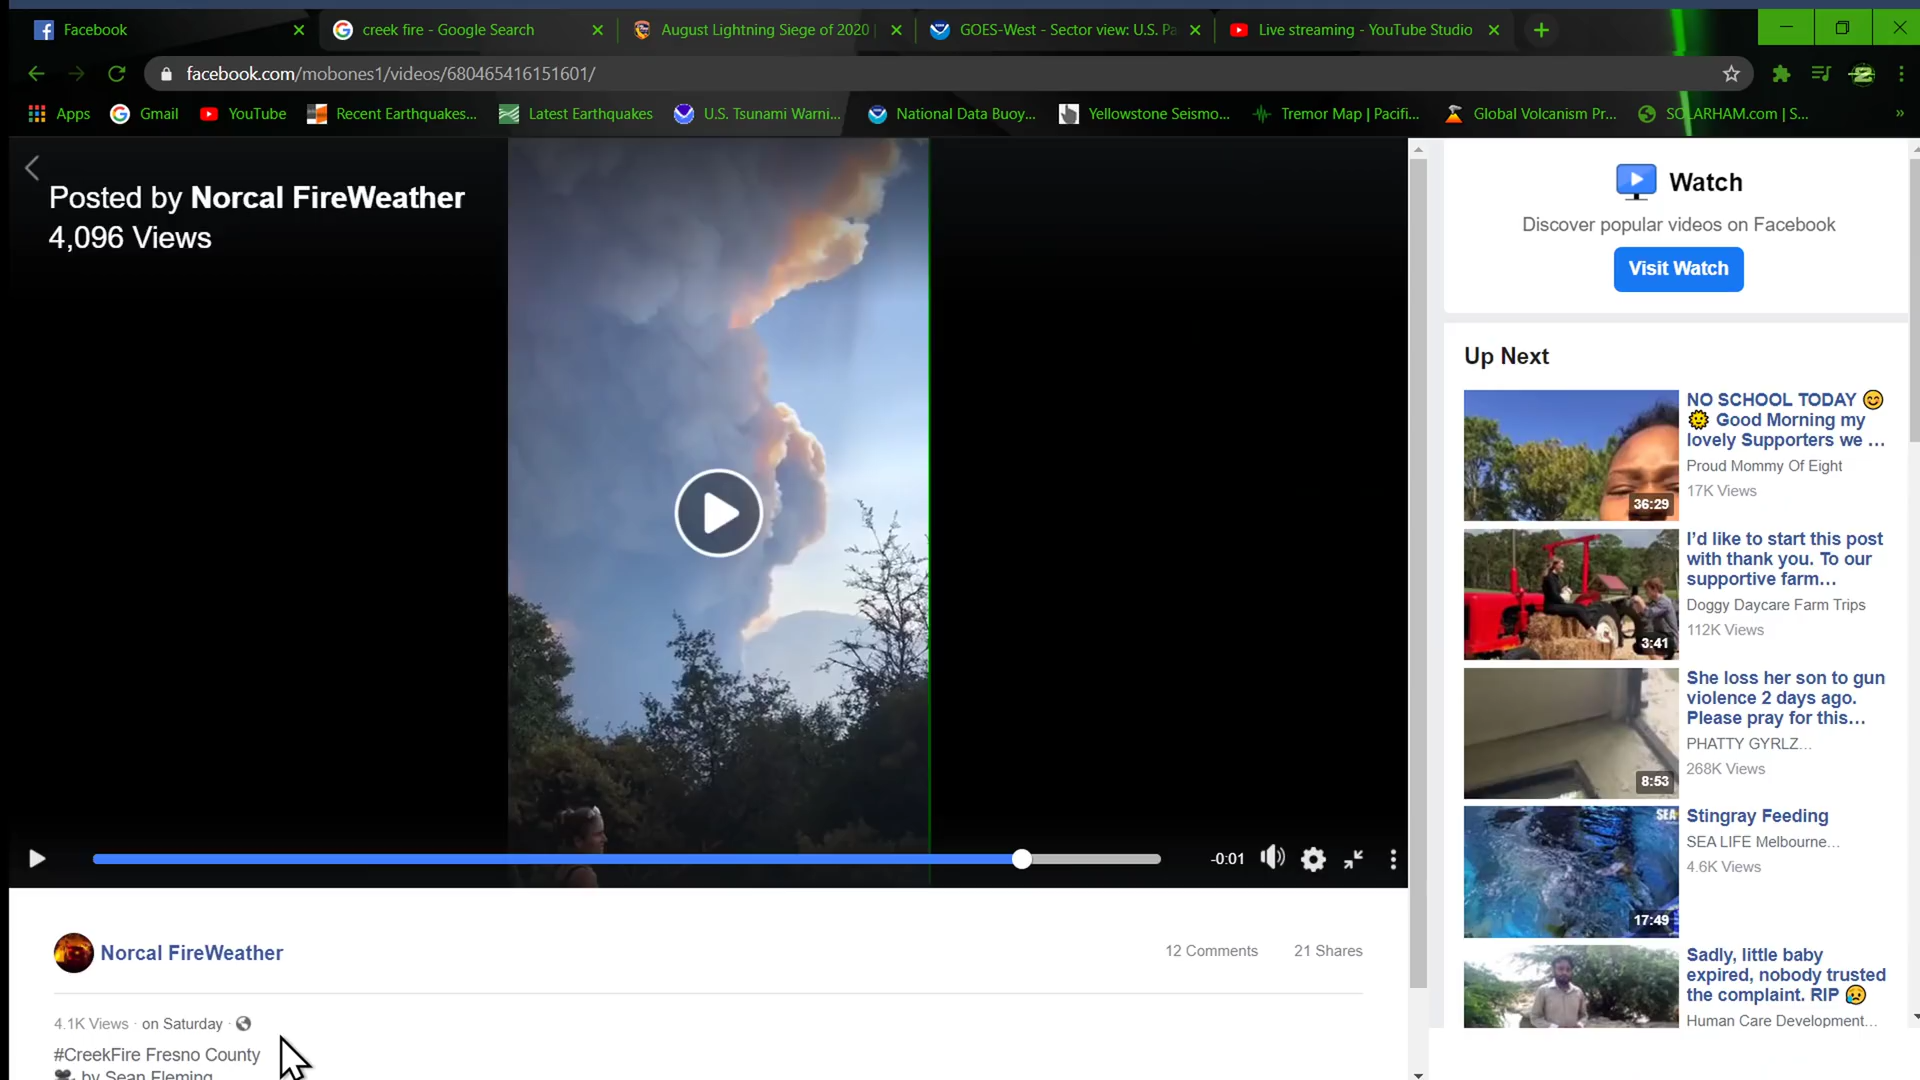 Facebook
creek fire - Google Search
August Lightning Siege of 2020 |
GOES-West - Sector view: U.S. Pa
Live streaming - YouTube Studio
facebook.com/mobones1/videos/680465416151601/
Apps
Gmail
YouTube
Recent Earthquakes...
Latest Earthquakes
U.S. Tsunami Warni...
National Data Buoy...
Yellowstone Seismo...
Tremor Map | Pacifi...
Global Volcanism Pr...
SOLARHAM.com | S...
Posted by Norcal FireWeather
4,096 Views
-0:01
Norcal FireWeather
12 Comments
21 Shares
4.1K Views · on Saturday ·
#CreekFire Fresno County
by Sean Fleming
Watch
Discover popular videos on Facebook
Visit Watch
Up Next
36:29
NO SCHOOL TODAY 😊
🌞 Good Morning my
lovely Supporters we ...
Proud Mommy Of Eight
17K Views
3:41
I'd like to start this post
with thank you. To our
supportive farm...
Doggy Daycare Farm Trips
112K Views
8:53
She loss her son to gun
violence 2 days ago.
Please pray for this...
PHATTY GYRLZ...
268K Views
SEA
17:49
Stingray Feeding
SEA LIFE Melbourne...
4.6K Views
Sadly, little baby
expired, nobody trusted
the complaint. RIP 😥
Human Care Development...